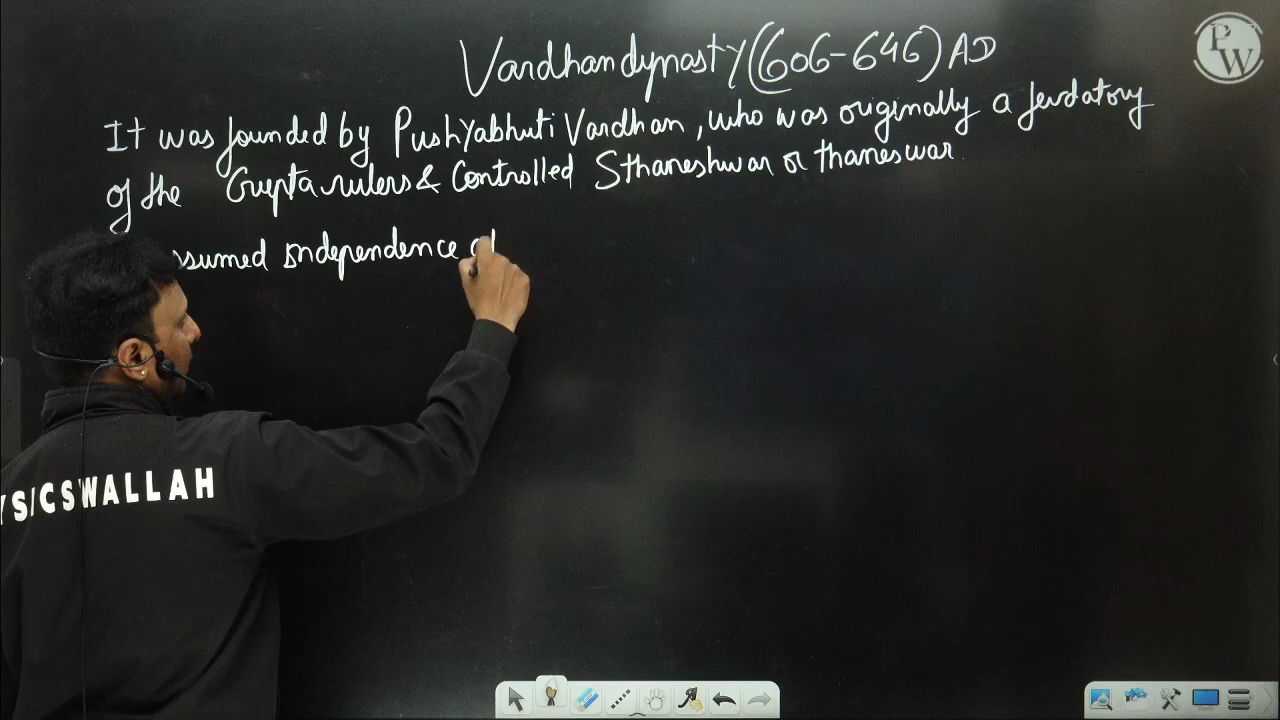 Vardhan dynasty (606-646) AD
PW
It was founded by Pushyabhuti Vardhan, who was originally a feudatory
of the Gupta rulers & Controlled Sthaneshwar or thaneswar
ssumed independence
YSICSWALLAH